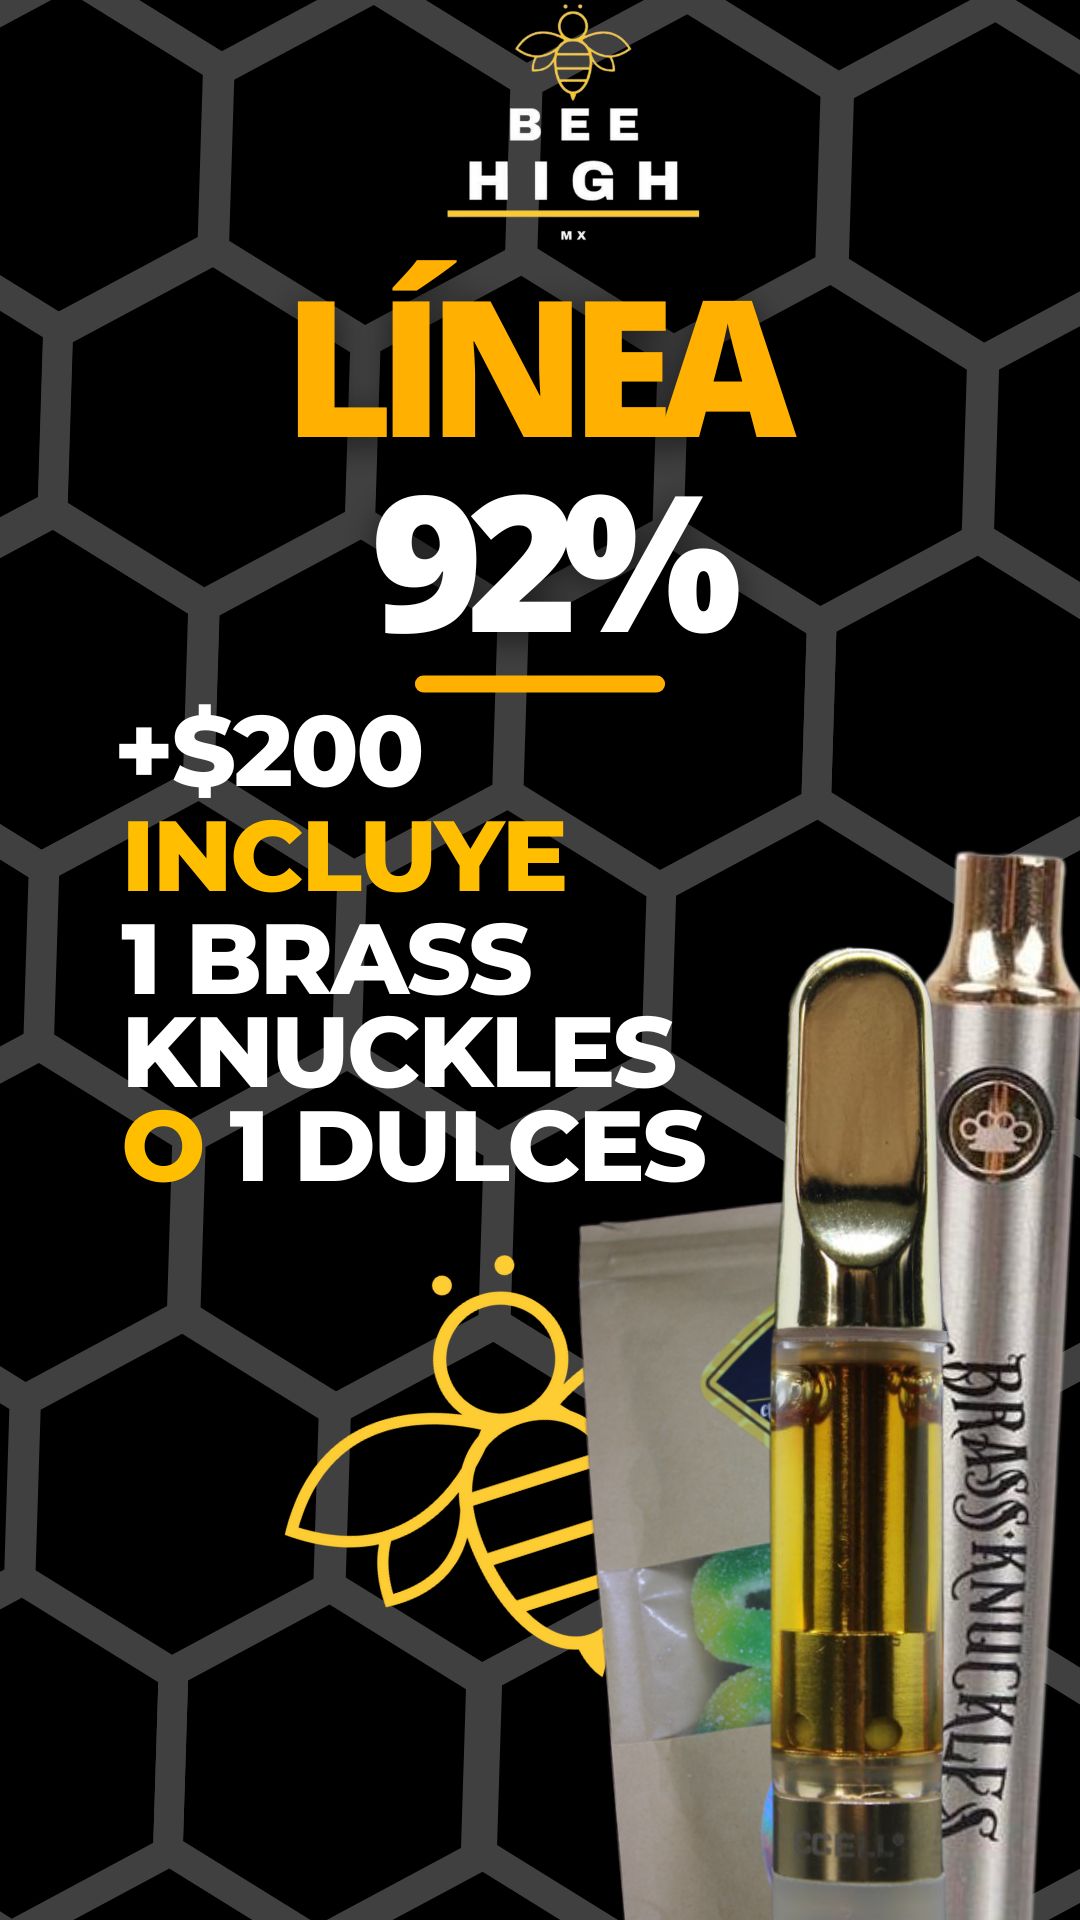 BEE
HIGH
MX
LÍNEA
92%
+$200
INCLUYE
1 BRASS
KNUCKLES
O 1 DULCES
BRASS·KNUCKLES
CCELL®